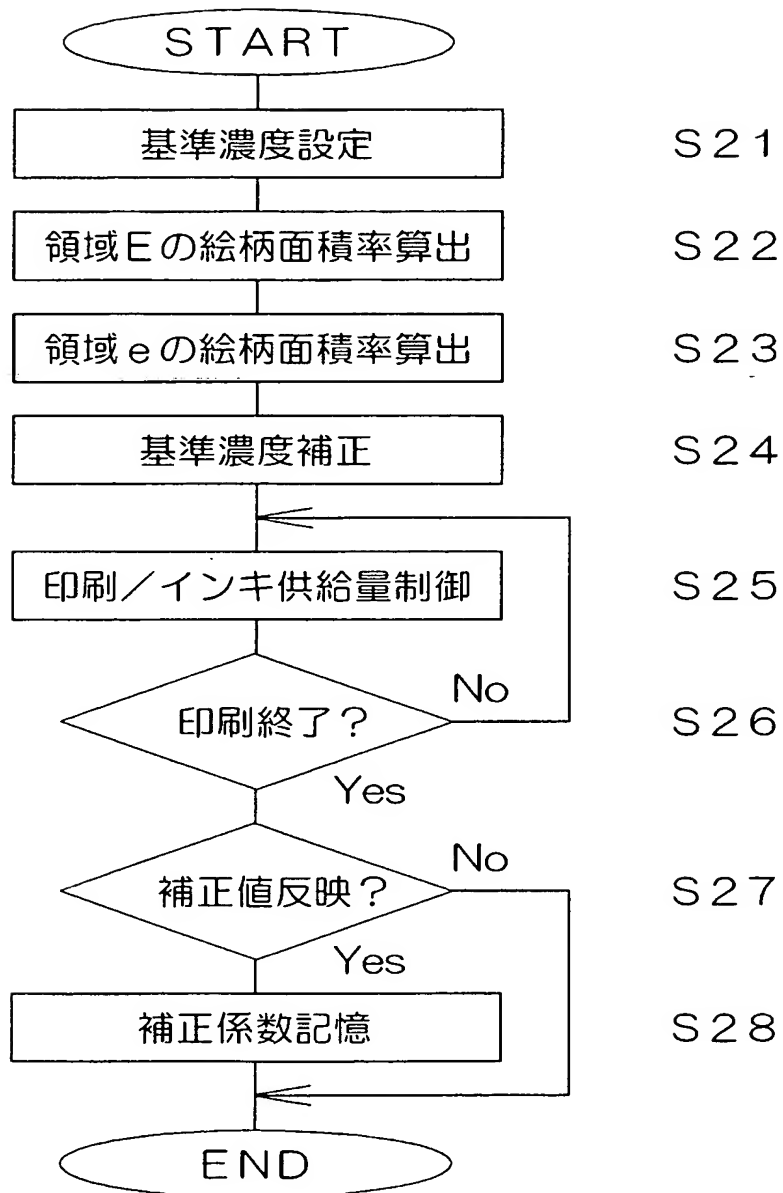 START
基準濃度設定 S21
領域Eの絵柄面積率算出 S22
領域eの絵柄面積率算出 S23
基準濃度補正 S24
印刷/インキ供給量制御 S25
No
印刷終了? S26
Yes
No
補正値反映? S27
Yes
補正係数記憶 S28
END